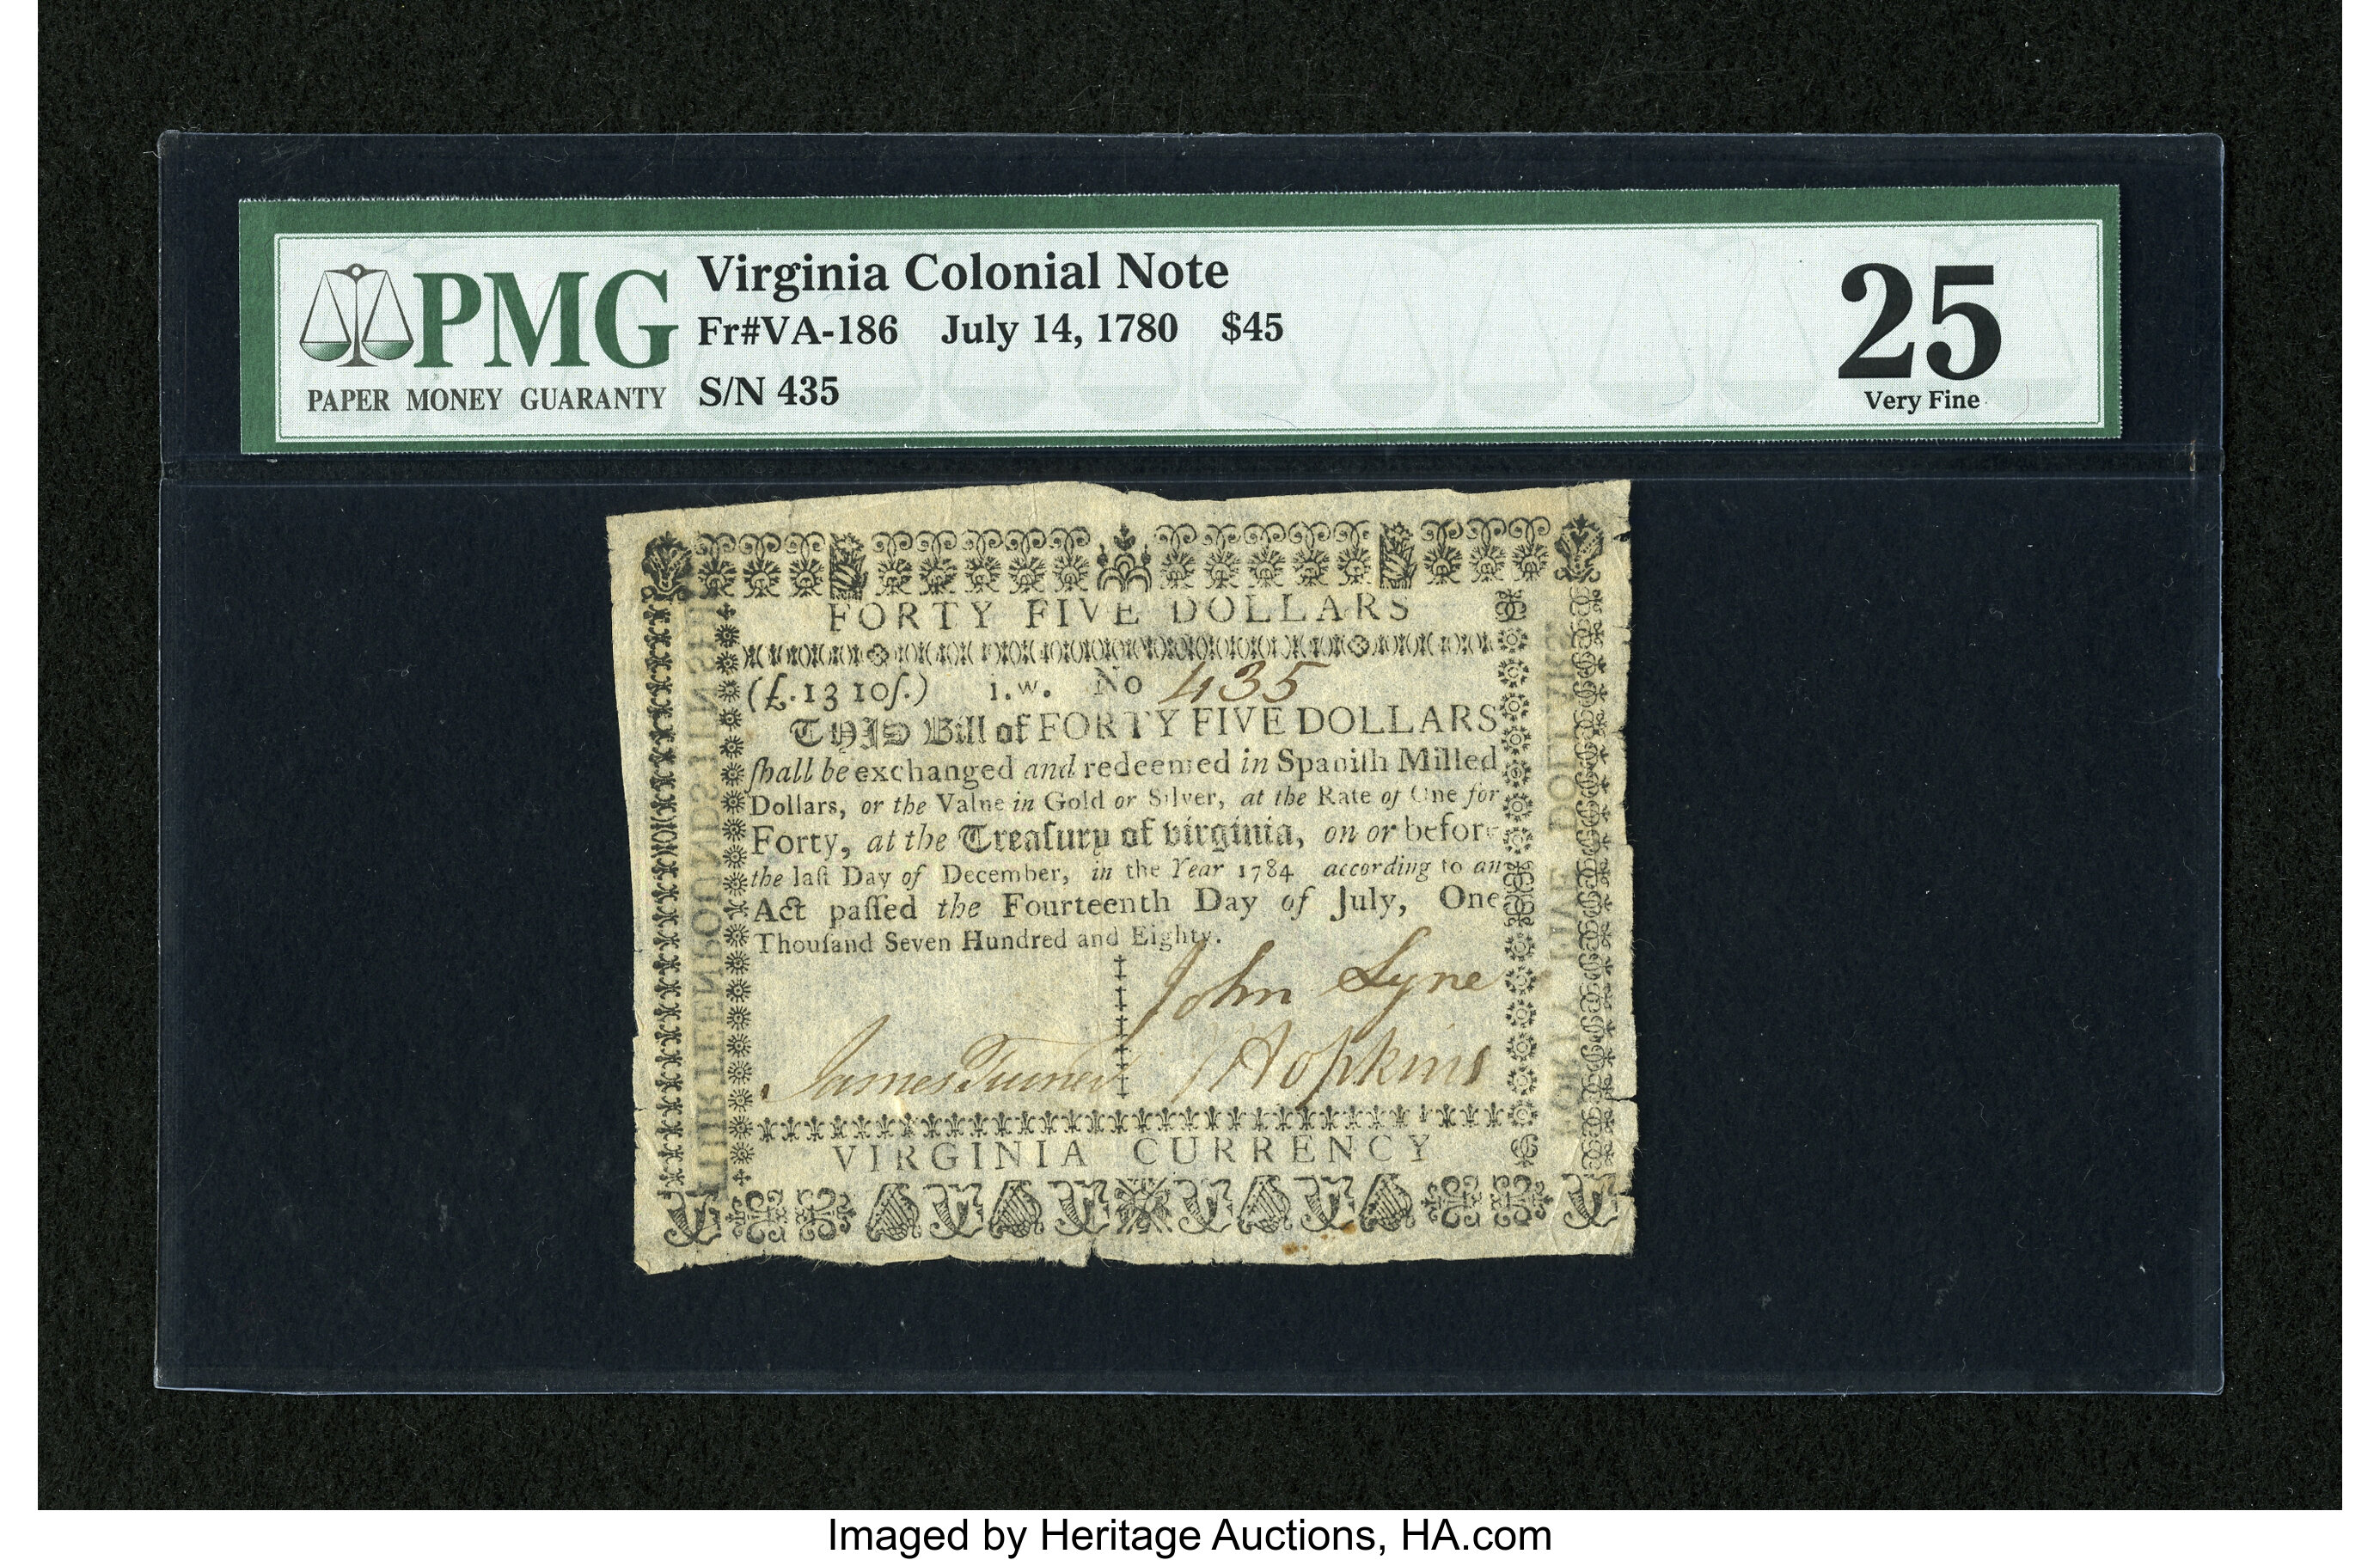 PMG
PAPER MONEY GUARANTY
Virginia Colonial Note
Fr#VA-186 July 14, 1780 $45
S/N 435
25
Very Fine
FORTY FIVE DOLLARS
(£.13 10ſ.) i.w. No 435
THIS Bill of FORTY FIVE DOLLARS
ſhall be exchanged and redeemed in Spaniſh Milled
Dollars, or the Value in Gold or Silver, at the Rate of One for
Forty, at the Treaſury of virginia, on or before
the laſt Day of December, in the Year 1784 according to an
Act paſſed the Fourteenth Day of July, One
Thouſand Seven Hundred and Eighty.
John Lyne
James Turner Hopkins
VIRGINIA CURRENCY
FORTY FIVE DOLLARS
Imaged by Heritage Auctions, HA.com